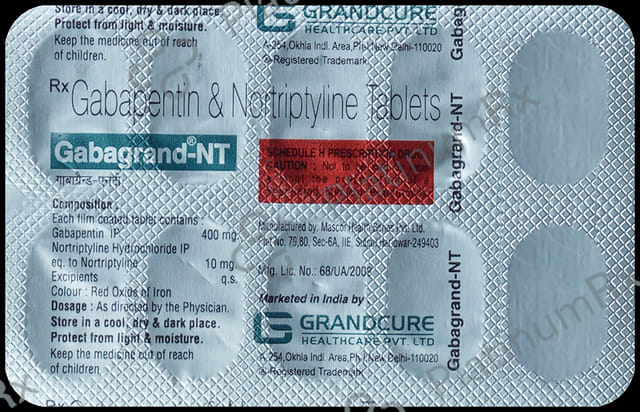 Store in a cool, dry & dark place.
Protect from light & moisture.
Keep the medicine out of reach
of children.
GRANDCURE
HEALTHCARE PVT. LTD
A-254, Okhla Indl. Area, Ph-I, New Delhi-110020
®-Registered Trademark
Rx Gabapentin & Nortriptyline Tablets
Gabagrand®-NT
गाबाग्रैन्ड-एनटी
Composition :
Each film coated tablet contains :
Gabapentin IP 400 mg.
Nortriptyline Hydrochloride IP
eq. to Nortriptyline 10 mg.
Excipients q.s.
Colour : Red Oxide of Iron
Dosage : As directed by the Physician.
Store in a cool, dry & dark place.
Protect from light & moisture.
Keep the medicine out of reach
of children.
SCHEDULE H PRESCRIPTION DRUG
CAUTION : Not to be
Manufactured by: Mascot Health Series Pvt. Ltd.
Plot No. 79,80, Sec-6A, IIE, Sidcul Haridwar-249403
Mfg. Lic. No.: 68/UA/2008
Marketed in India by :
GRANDCURE
HEALTHCARE PVT. LTD
A-254, Okhla Indl. Area, Ph-I, New Delhi-110020
®-Registered Trademark
Gabag
Gabagrand-NT
Gabagrand-NT
PlatinumRx